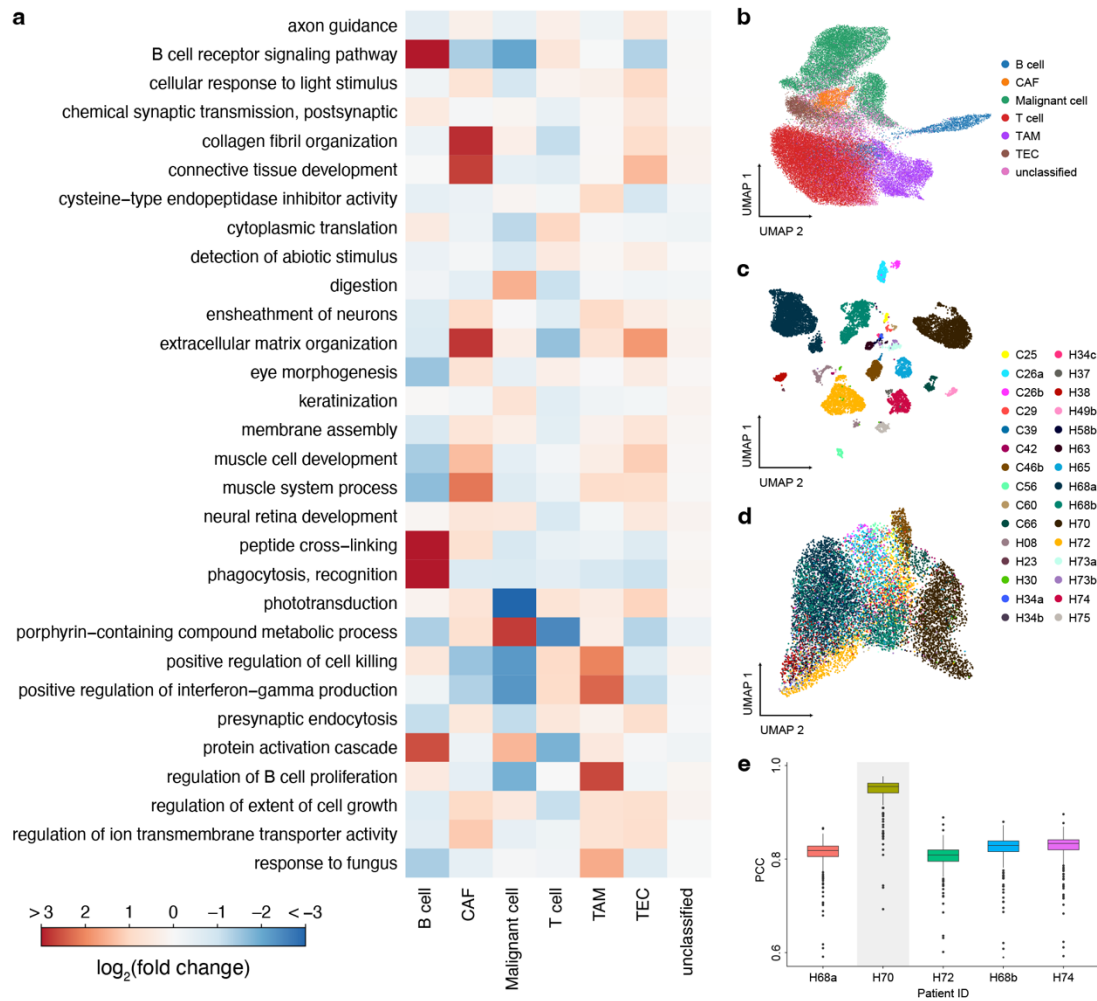 a
axon guidance
B cell receptor signaling pathway
cellular response to light stimulus
chemical synaptic transmission, postsynaptic
collagen fibril organization
connective tissue development
cysteine−type endopeptidase inhibitor activity
cytoplasmic translation
detection of abiotic stimulus
digestion
ensheathment of neurons
extracellular matrix organization
eye morphogenesis
keratinization
membrane assembly
muscle cell development
muscle system process
neural retina development
peptide cross−linking
phagocytosis, recognition
phototransduction
porphyrin−containing compound metabolic process
positive regulation of cell killing
positive regulation of interferon−gamma production
presynaptic endocytosis
protein activation cascade
regulation of B cell proliferation
regulation of extent of cell growth
regulation of ion transmembrane transporter activity
response to fungus
B cell
CAF
Malignant cell
T cell
TAM
TEC
unclassified
> 3 2 1 0 −1 −2 < −3
log2(fold change)
b
B cell
CAF
Malignant cell
T cell
TAM
TEC
unclassified
UMAP 1
UMAP 2
c
UMAP 1
UMAP 2
C25 H34c
C26a H37
C26b H38
C29 H49b
C39 H58b
C42 H63
C46b H65
C56 H68a
C60 H68b
C66 H70
H08 H72
H23 H73a
H30 H73b
H34a H74
H34b H75
d
UMAP 1
UMAP 2
e
1.0
0.8
0.6
PCC
H68a H70 H72 H68b H74
Patient ID